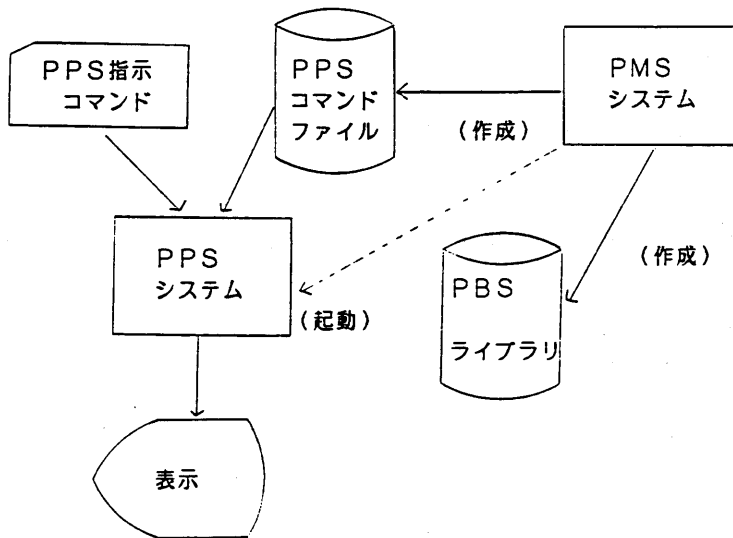 PPS指示
コマンド
PPS
コマンド
ファイル
PMS
システム
(作成)
PPS
システム
(起動)
PBS
ライブラリ
(作成)
表示